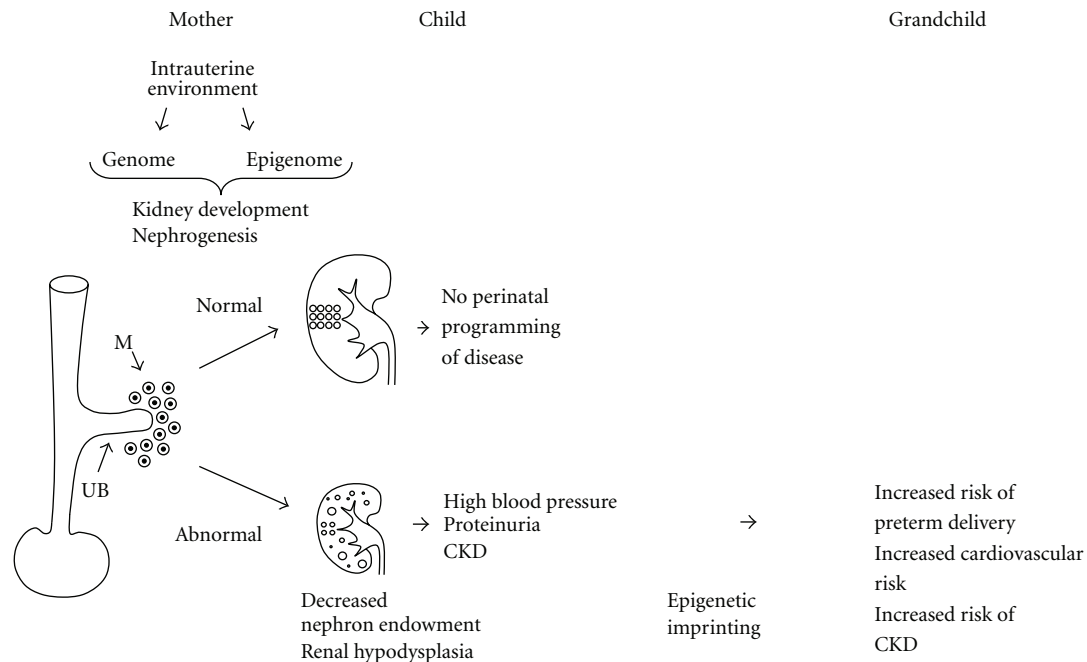 Mother
Child
Grandchild
Intrauterine
environment
Genome
Epigenome
Kidney development
Nephrogenesis
Normal
No perinatal
programming
of disease
M
UB
Abnormal
High blood pressure
Proteinuria
CKD
Decreased
nephron endowment
Renal hypodysplasia
Epigenetic
imprinting
Increased risk of
preterm delivery
Increased cardiovascular
risk
Increased risk of
CKD